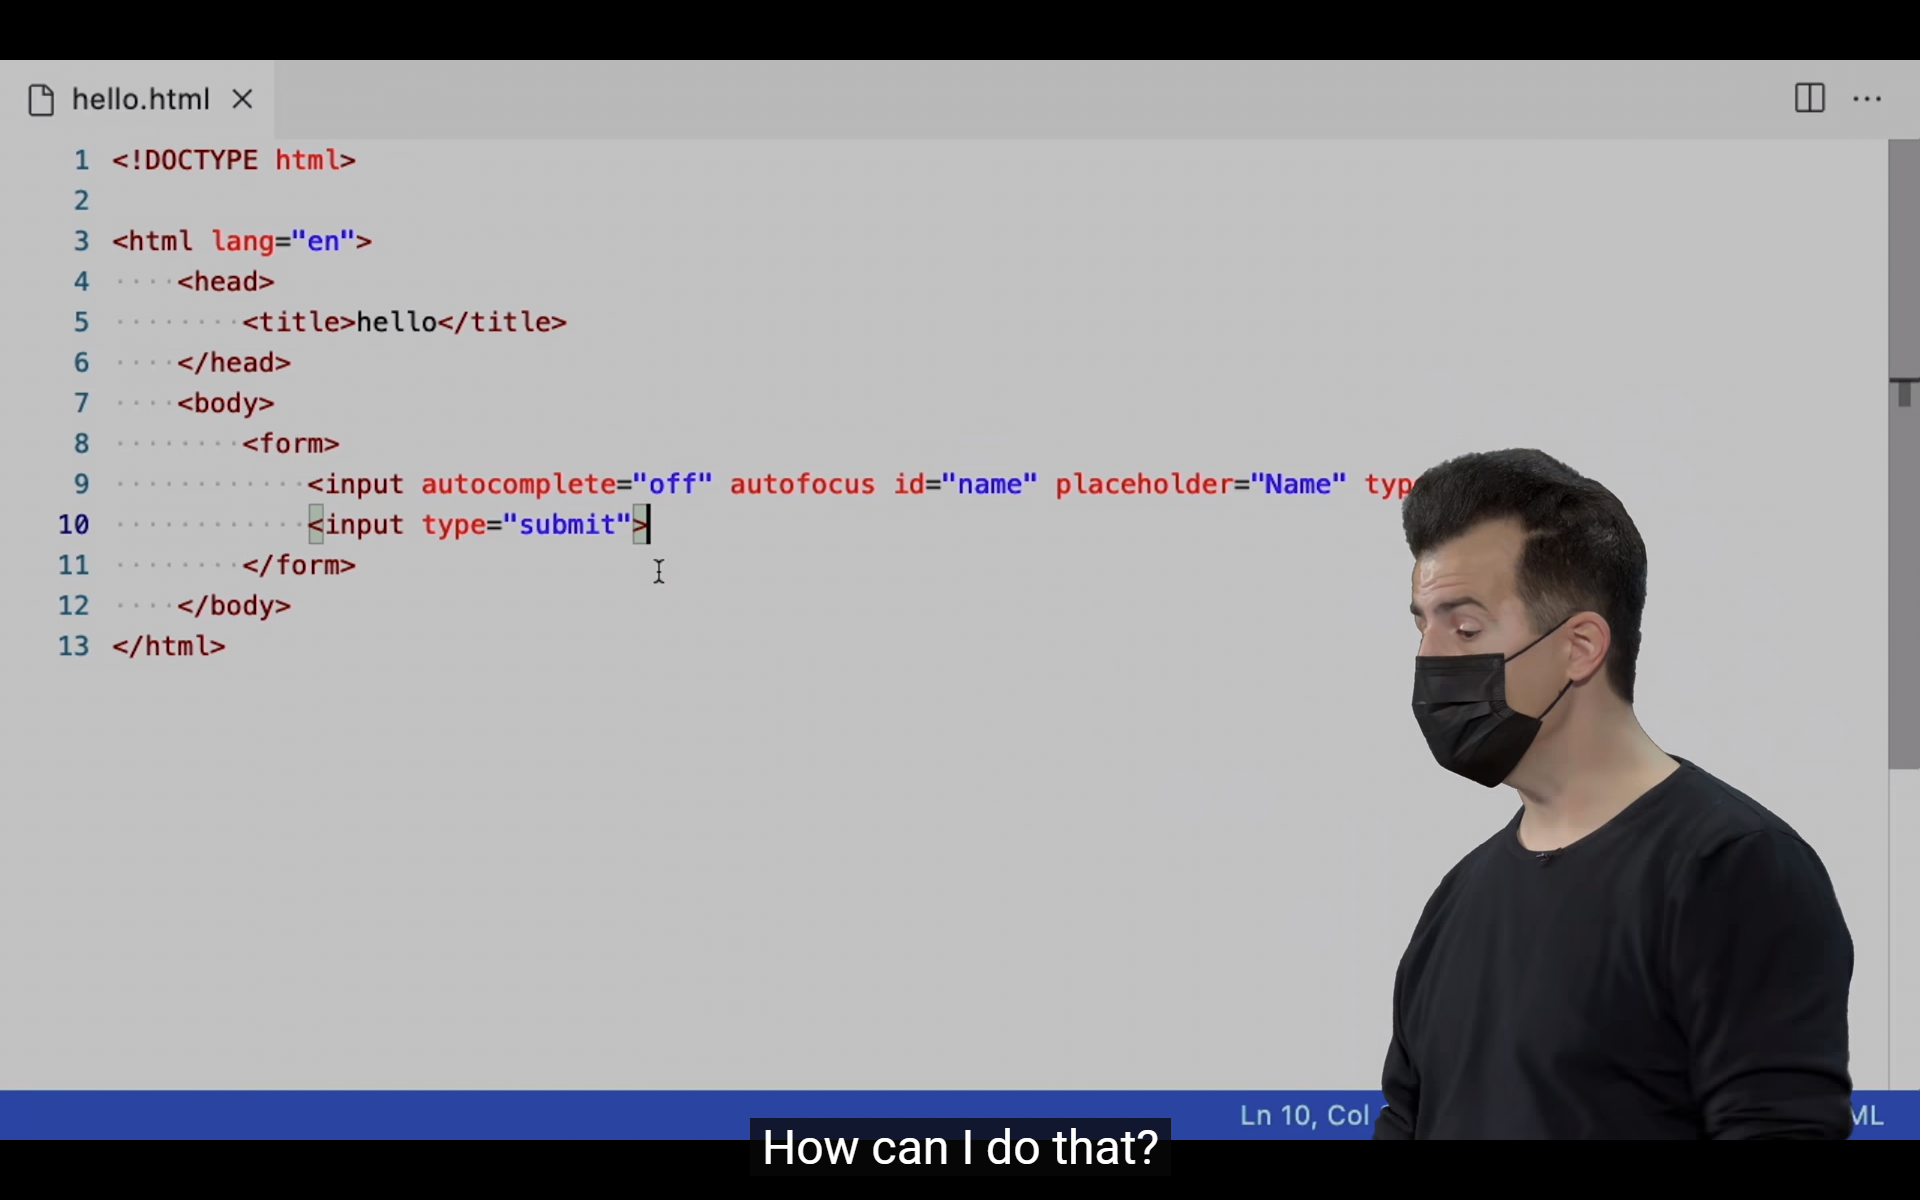 hello.html
1 <!DOCTYPE html>
2
3 <html lang="en">
4 <head>
5 <title>hello</title>
6 </head>
7 <body>
8 <form>
9 <input autocomplete="off" autofocus id="name" placeholder="Name" typ
10 <input type="submit">
11 </form>
12 </body>
13 </html>
Ln 10, Col
ML
How can I do that?